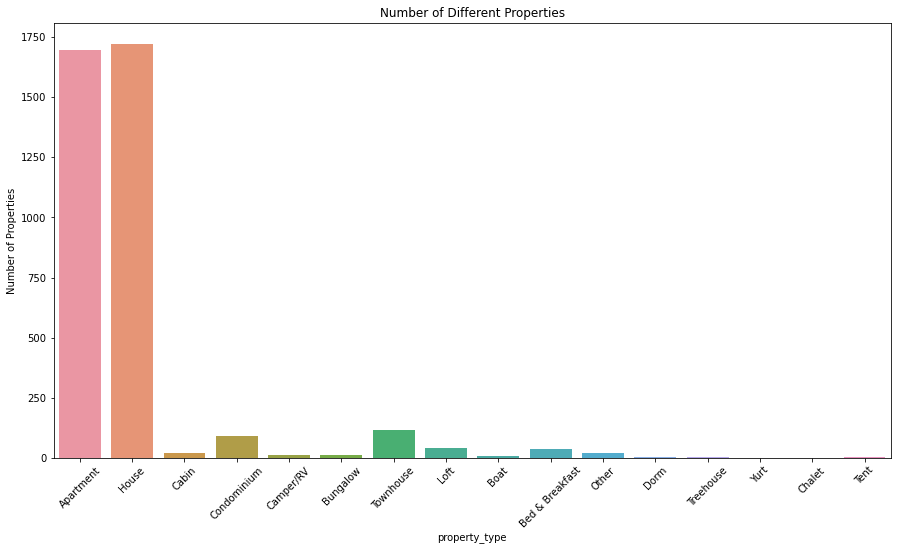 Number of Different Properties
Number of Properties
1750
1500
1250
1000
750
500
250
0
Apartment
House
Cabin
Condominium
Camper/RV
Bungalow
Townhouse
Loft
Boat
Bed & Breakfast
Other
Dorm
Treehouse
Yurt
Chalet
Tent
property_type